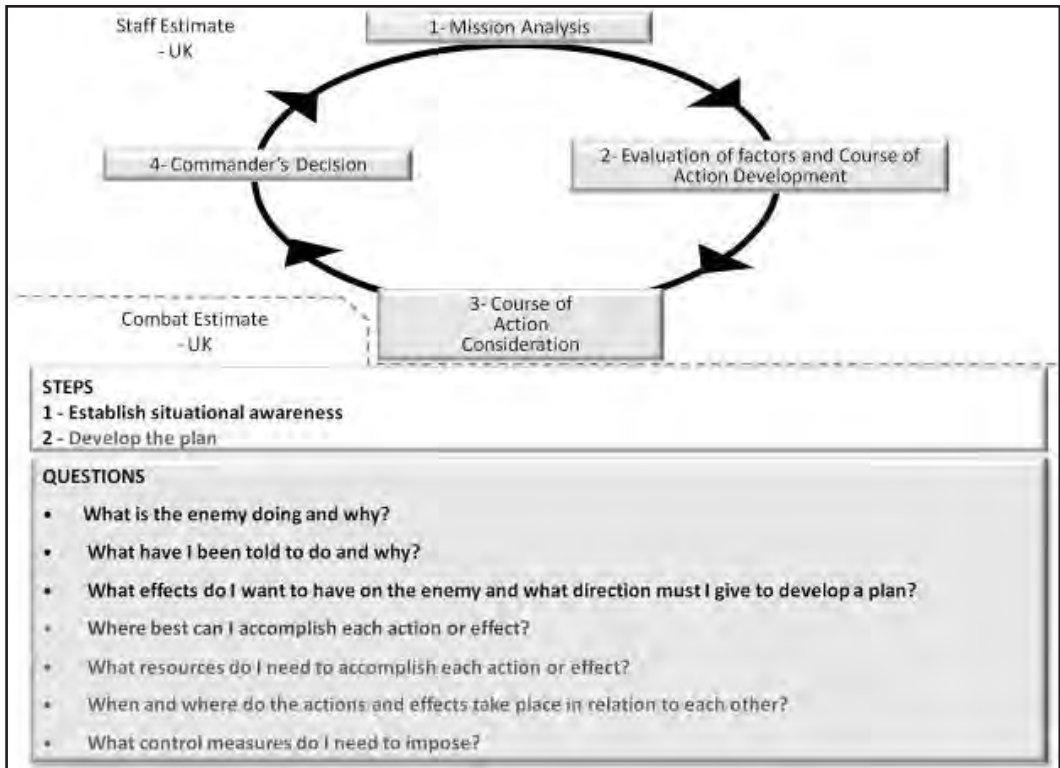 Staff Estimate
- UK
1- Mission Analysis
4- Commander's Decision
2- Evaluation of factors and Course of
Action Development
3- Course of
Action
Consideration
Combat Estimate
- UK
STEPS
1 - Establish situational awareness
2 - Develop the plan
QUESTIONS
• What is the enemy doing and why?
• What have I been told to do and why?
• What effects do I want to have on the enemy and what direction must I give to develop a plan?
• Where best can I accomplish each action or effect?
• What resources do I need to accomplish each action or effect?
• When and where do the actions and effects take place in relation to each other?
• What control measures do I need to impose?